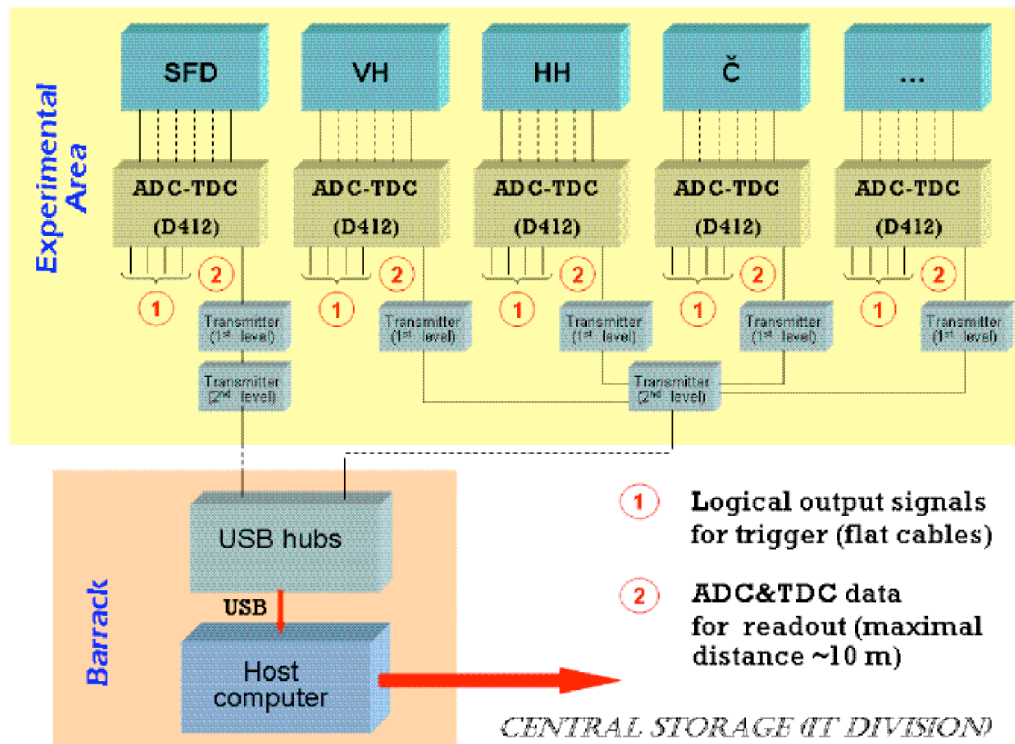 Experimental
Area
SFD
VH
HH
Č
...
ADC-TDC
(D412)
ADC-TDC
(D412)
ADC-TDC
(D412)
ADC-TDC
(D412)
ADC-TDC
(D412)
1
2
1
2
1
2
1
2
1
2
Transmitter
(1st level)
Transmitter
(1st level)
Transmitter
(1st level)
Transmitter
(1st level)
Transmitter
(1st level)
Transmitter
(2nd level)
Transmitter
(2nd level)
Barrack
USB hubs
USB
Host
computer
1
Logical output signals
for trigger (flat cables)
2
ADC&TDC data
for readout (maximal
distance ~10 m)
CENTRAL STORAGE (IT DIVISION)